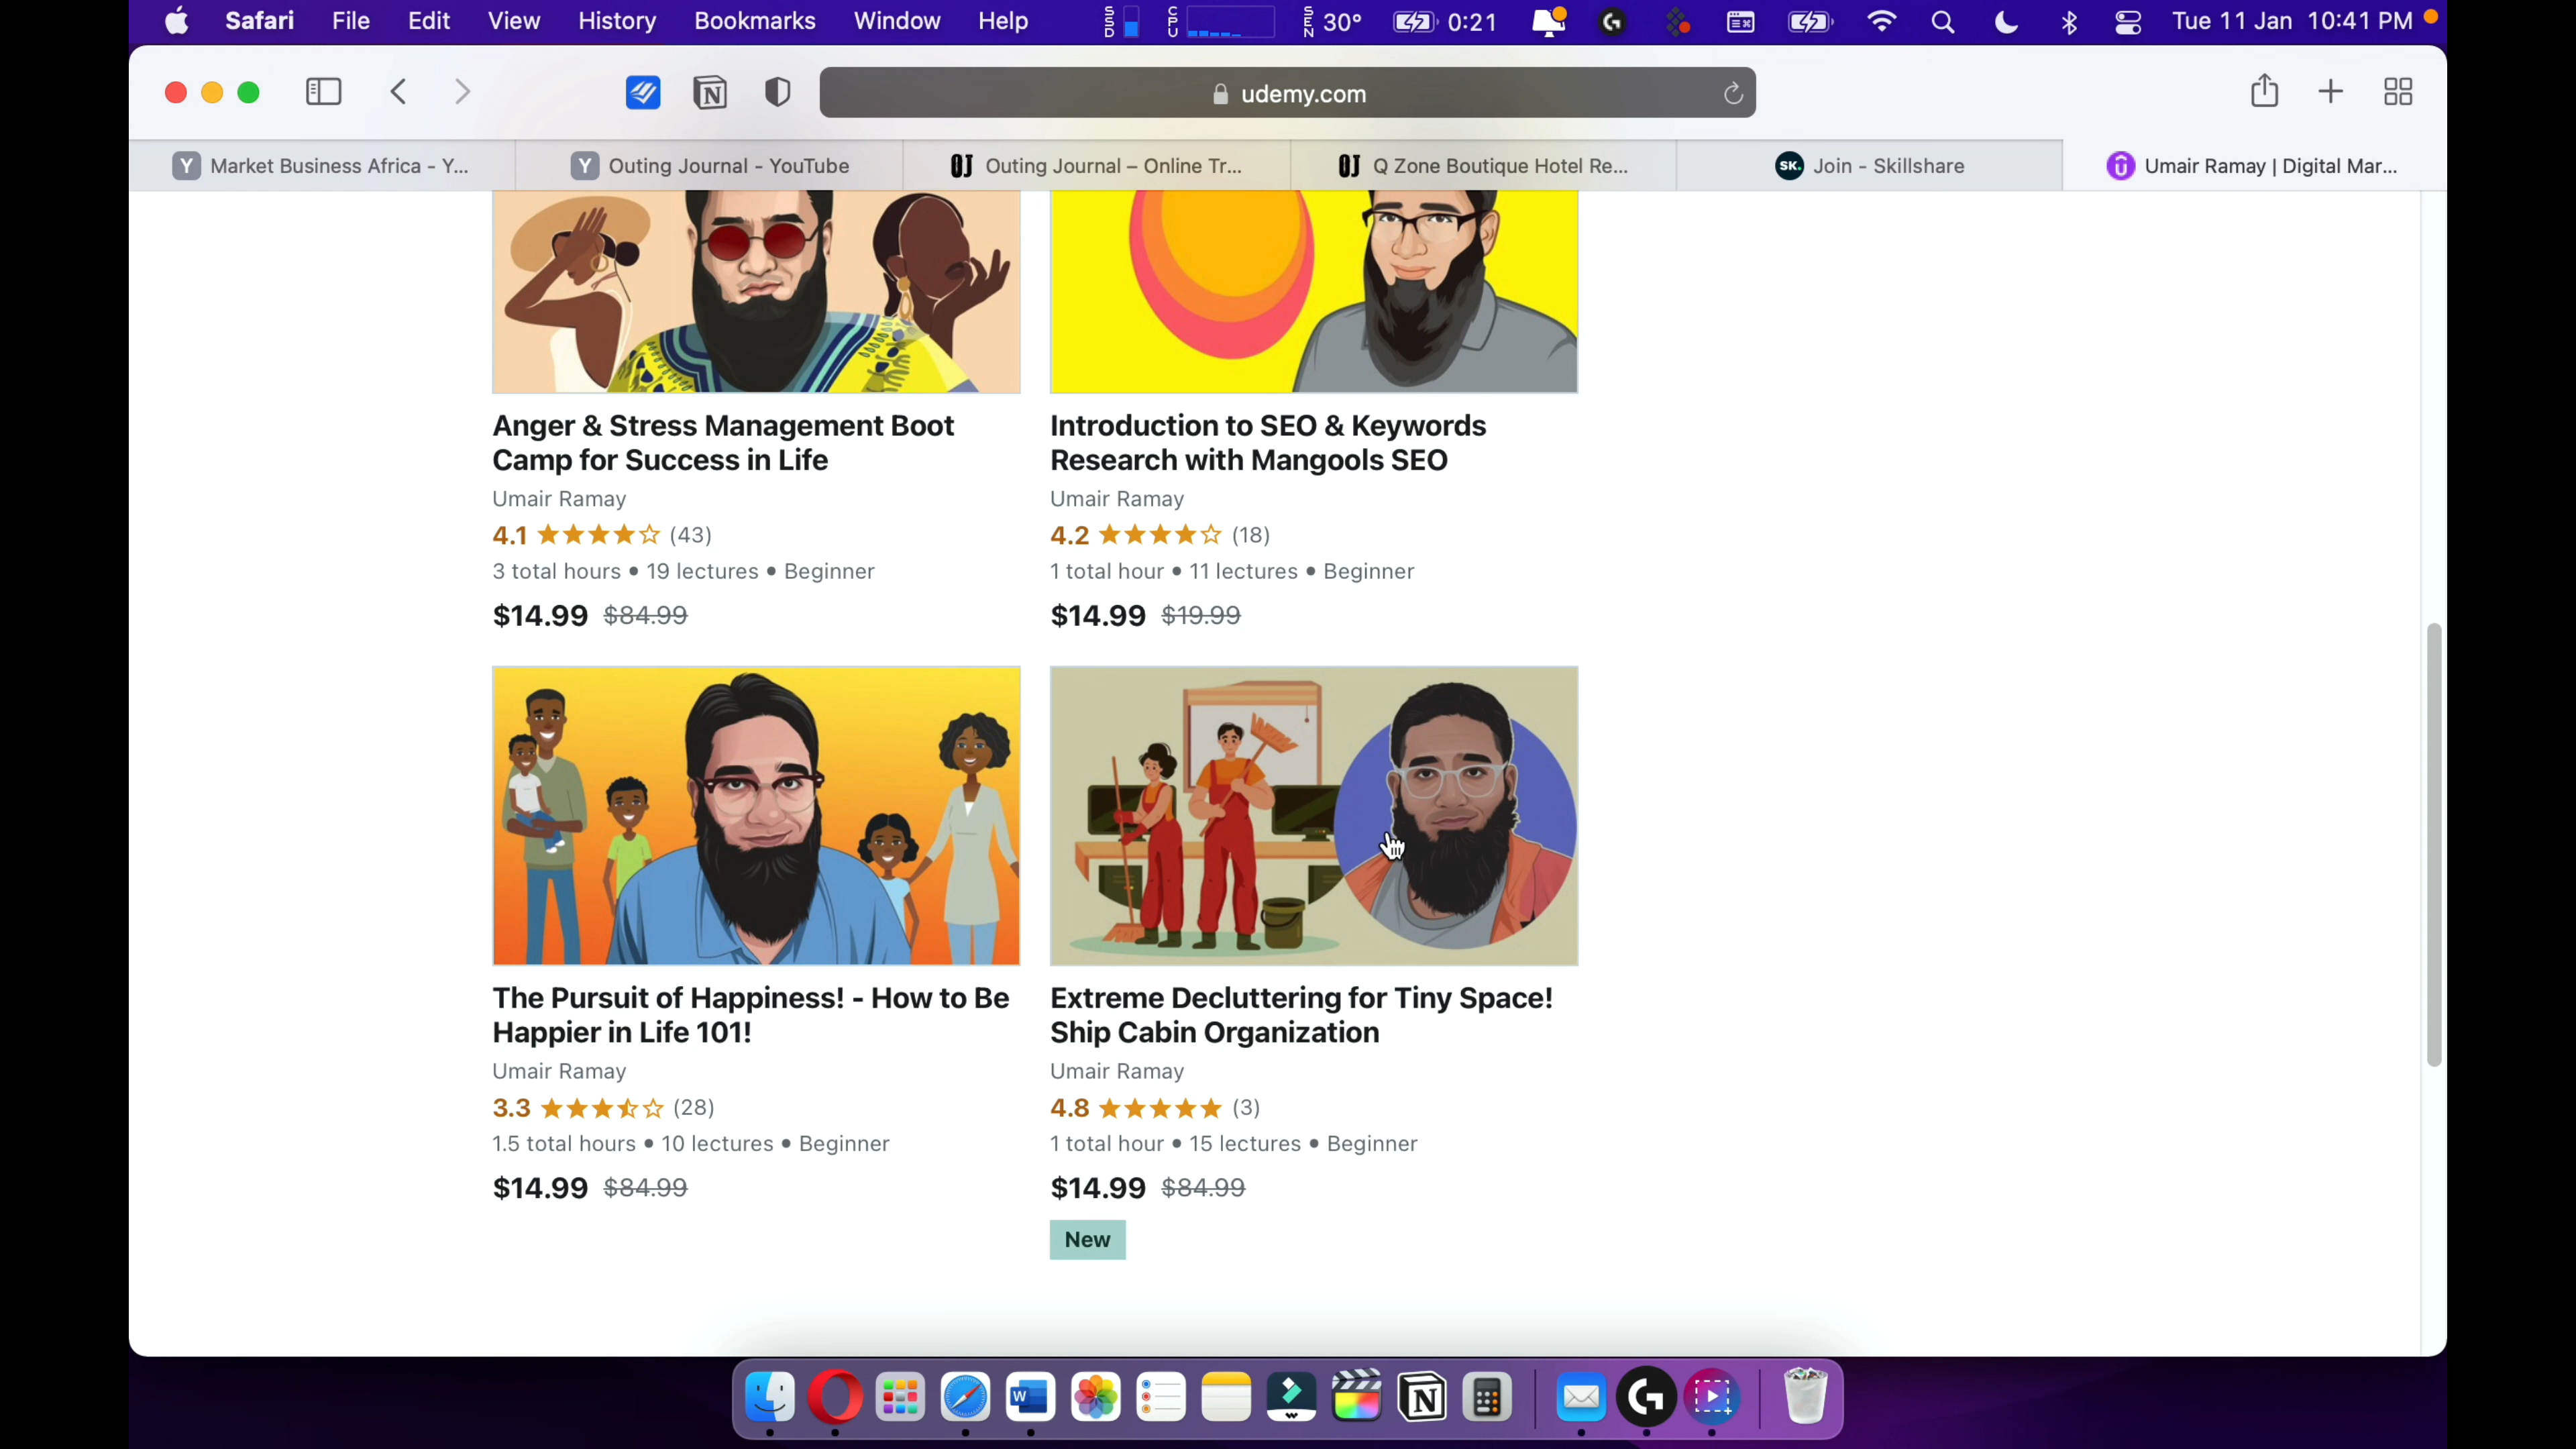 Safari File Edit View History Bookmarks Window Help SSD CPU SEN 30° 0:21 Tue 11 Jan 10:41 PM
udemy.com
Y Market Business Africa - Y... Y Outing Journal - YouTube OJ Outing Journal – Online Tr... OJ Q Zone Boutique Hotel Re... SK. Join - Skillshare Umair Ramay | Digital Mar...
Anger & Stress Management Boot
Camp for Success in Life
Umair Ramay
4.1 (43)
3 total hours • 19 lectures • Beginner
$14.99 $84.99
Introduction to SEO & Keywords
Research with Mangools SEO
Umair Ramay
4.2 (18)
1 total hour • 11 lectures • Beginner
$14.99 $19.99
The Pursuit of Happiness! - How to Be
Happier in Life 101!
Umair Ramay
3.3 (28)
1.5 total hours • 10 lectures • Beginner
$14.99 $84.99
Extreme Decluttering for Tiny Space!
Ship Cabin Organization
Umair Ramay
4.8 (3)
1 total hour • 15 lectures • Beginner
$14.99 $84.99
New